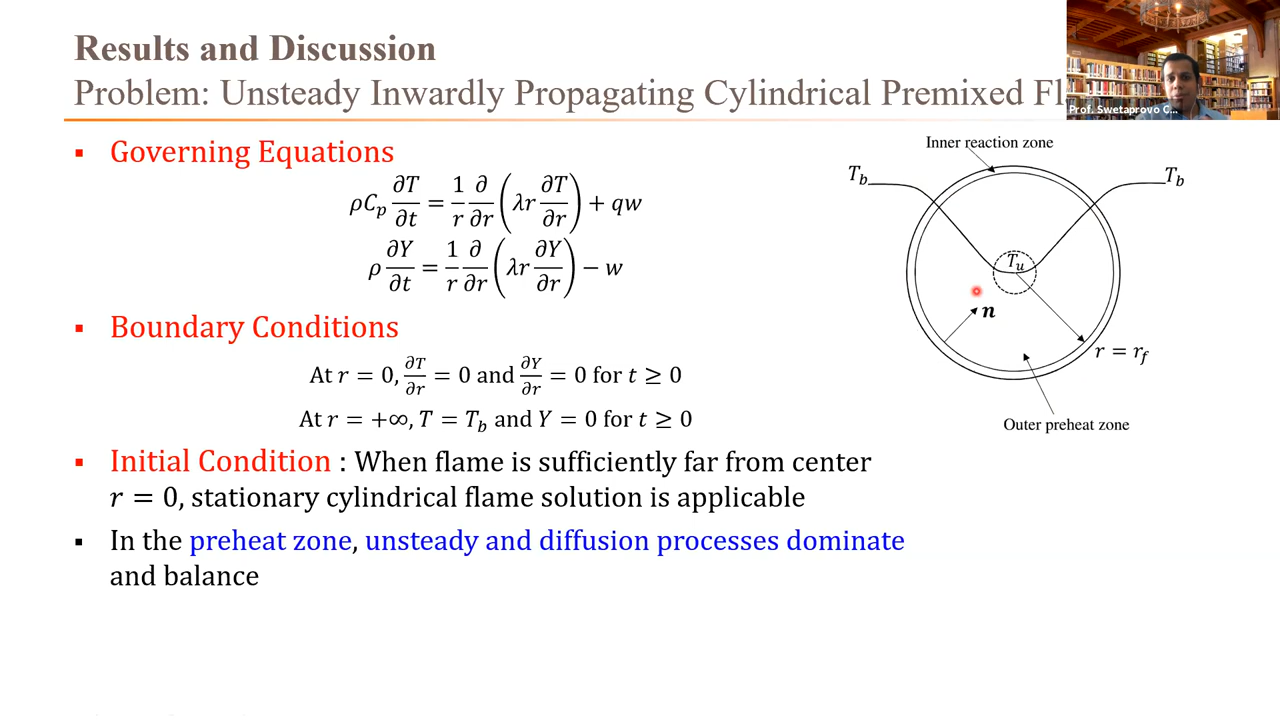 Results and Discussion
Problem: Unsteady Inwardly Propagating Cylindrical Premixed Fl
Prof. Swetaprovo C...
▪ Governing Equations
ρC_p ∂T/∂t = 1/r ∂/∂r (λr ∂T/∂r) + qw
ρ ∂Y/∂t = 1/r ∂/∂r (λr ∂Y/∂r) − w
▪ Boundary Conditions
At r = 0, ∂T/∂r = 0 and ∂Y/∂r = 0 for t ≥ 0
At r = +∞, T = T_b and Y = 0 for t ≥ 0
▪ Initial Condition : When flame is sufficiently far from center
r = 0, stationary cylindrical flame solution is applicable
▪ In the preheat zone, unsteady and diffusion processes dominate
and balance
Inner reaction zone
T_b
T_b
T_u
n
r = r_f
Outer preheat zone